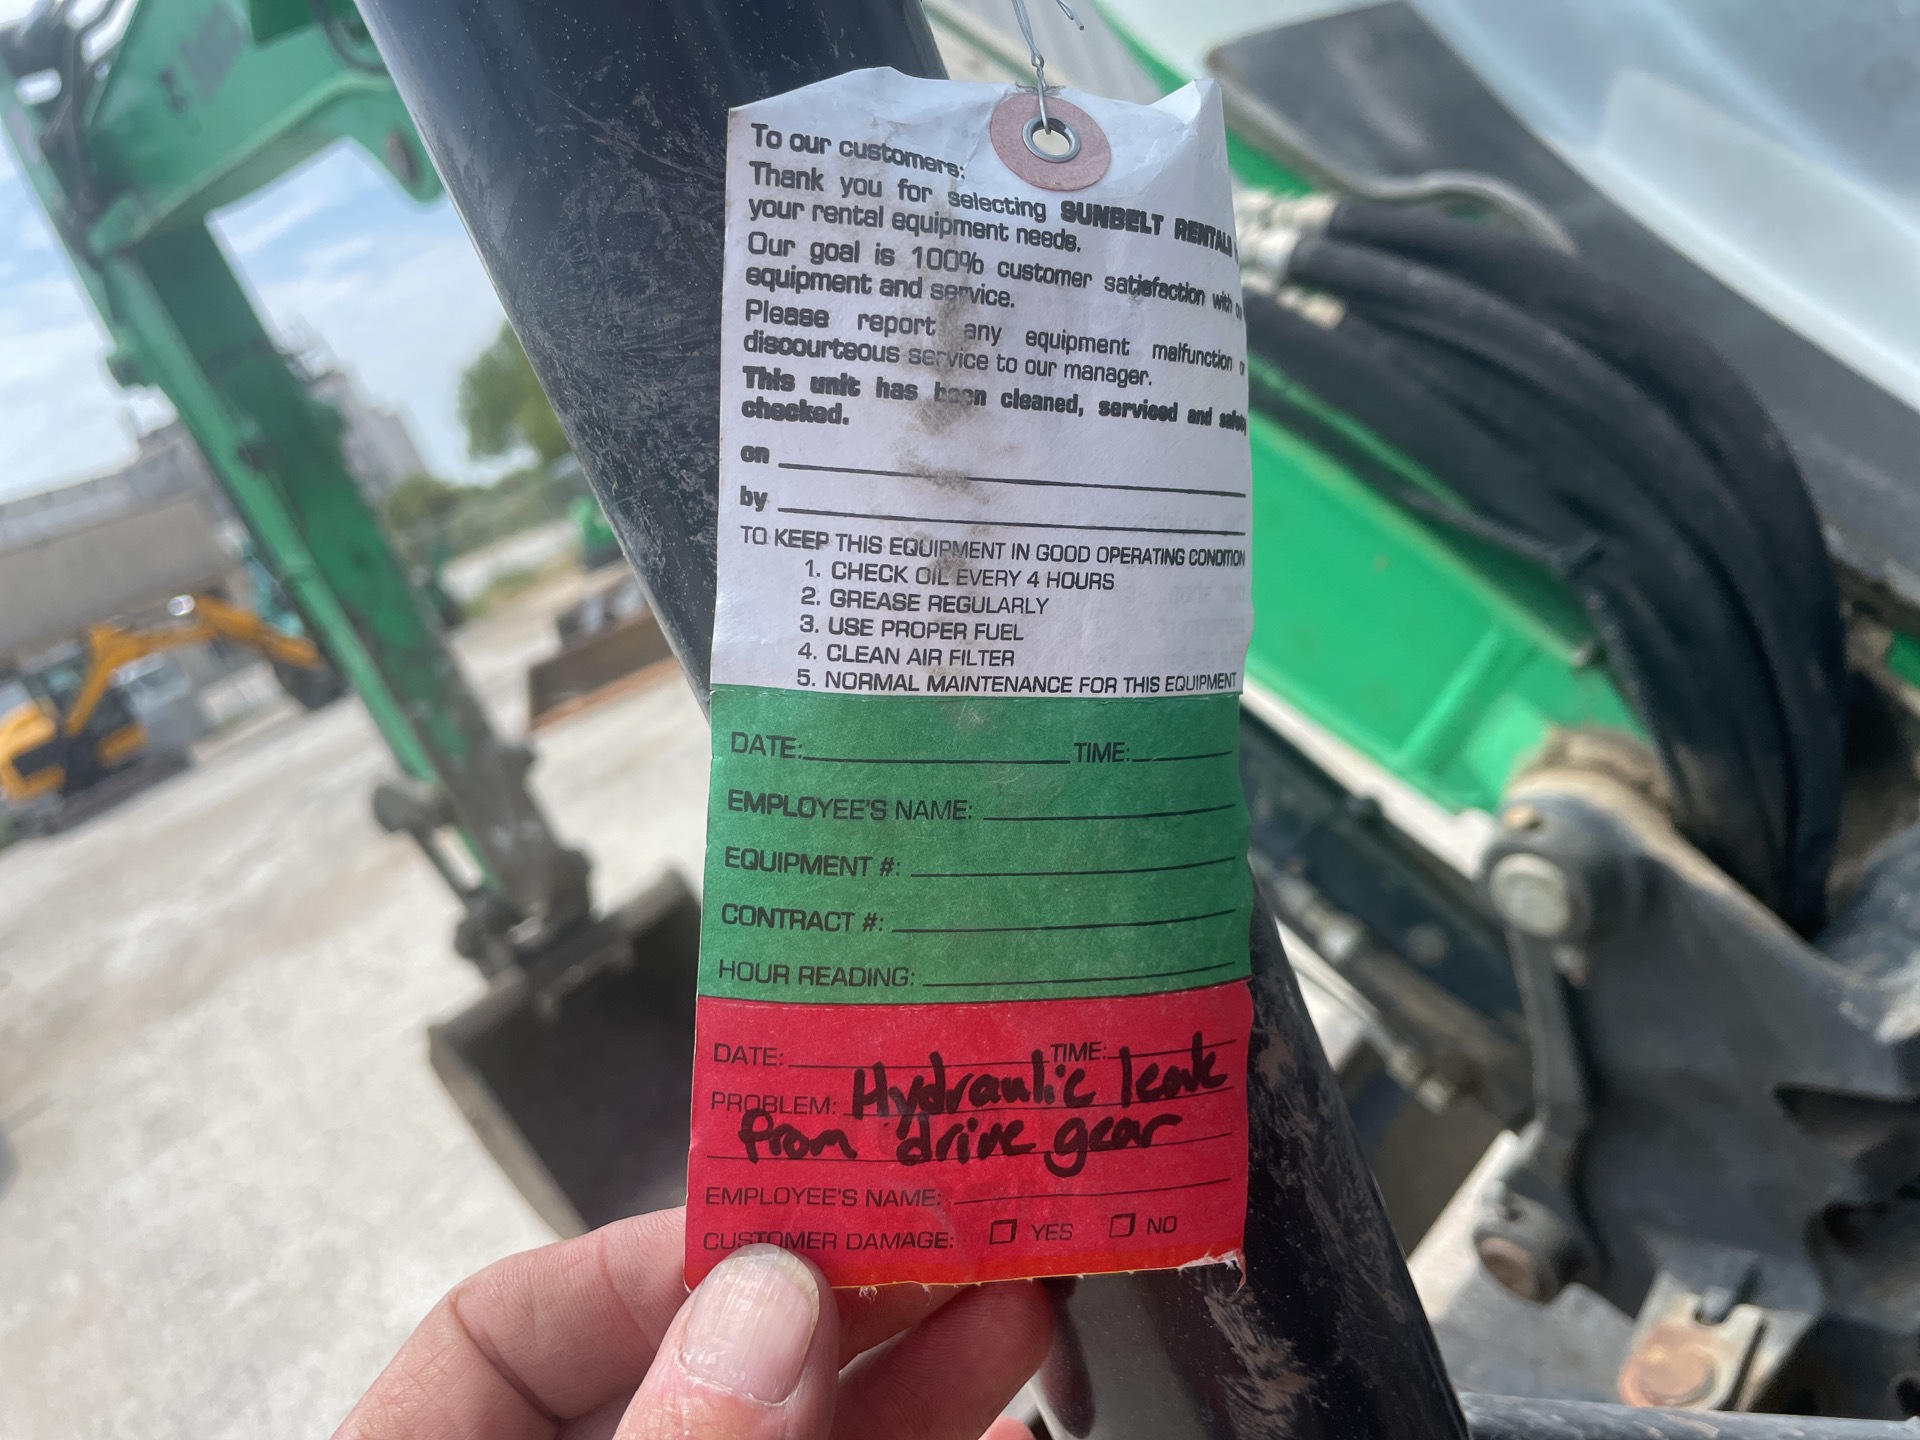 To our customers:
Thank you for selecting SUNBELT RENTALS
your rental equipment needs.
Our goal is 100% customer satisfaction with
equipment and service.
Please report any equipment malfunction
discourteous service to our manager.
This unit has been cleaned, serviced and safety
checked.
on
by
TO KEEP THIS EQUIPMENT IN GOOD OPERATING CONDITION
1. CHECK OIL EVERY 4 HOURS
2. GREASE REGULARLY
3. USE PROPER FUEL
4. CLEAN AIR FILTER
5. NORMAL MAINTENANCE FOR THIS EQUIPMENT
DATE: TIME:
EMPLOYEE'S NAME:
EQUIPMENT #:
CONTRACT #:
HOUR READING:
DATE: TIME:
PROBLEM: Hydraulic leak
from drive gear
EMPLOYEE'S NAME:
CUSTOMER DAMAGE: YES NO